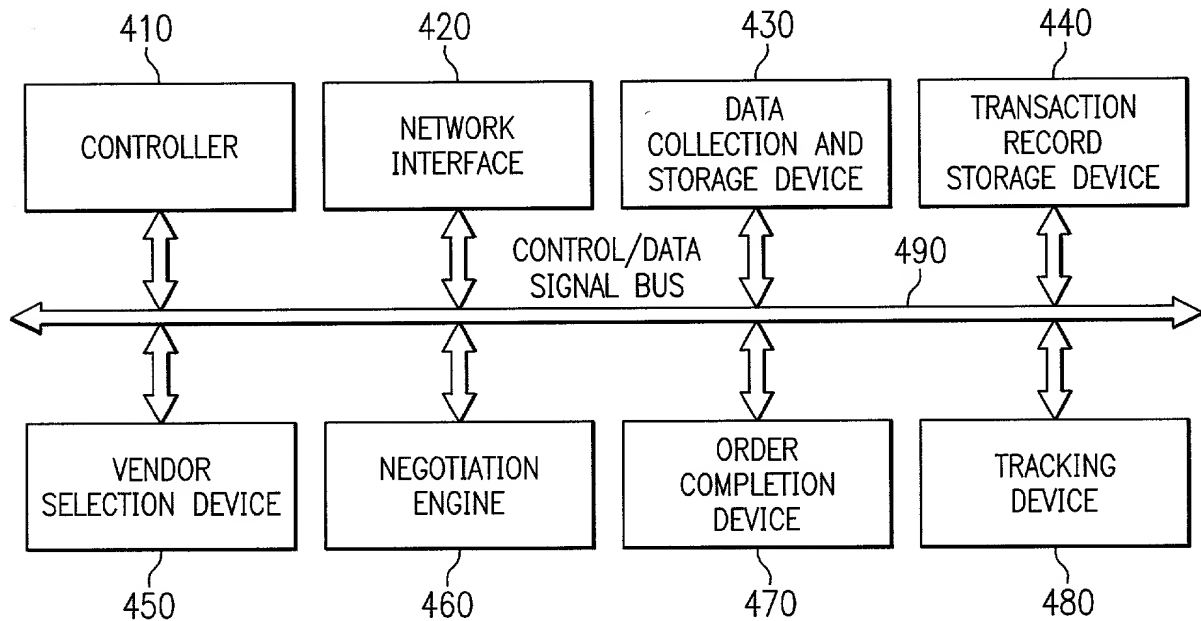 410
420
430
440
CONTROLLER
NETWORK
INTERFACE
DATA
COLLECTION AND
STORAGE DEVICE
TRANSACTION
RECORD
STORAGE DEVICE
CONTROL/DATA
SIGNAL BUS
490
VENDOR
SELECTION DEVICE
NEGOTIATION
ENGINE
ORDER
COMPLETION
DEVICE
TRACKING
DEVICE
450
460
470
480